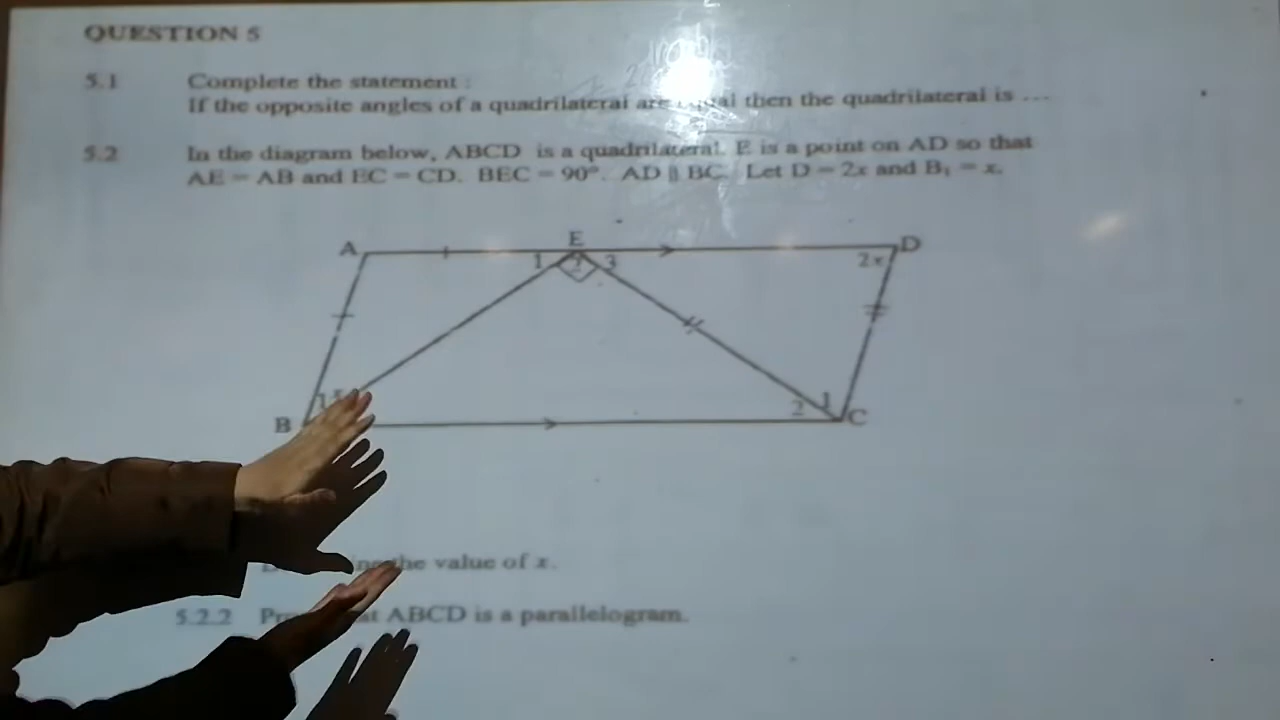 QUESTION 5
5.1 Complete the statement :
If the opposite angles of a quadrilateral are equal then the quadrilateral is ....
5.2 In the diagram below, ABCD is a quadrilateral. E is a point on AD so that
AE = AB and EC = CD. BEC = 90°. AD || BC. Let D = 2x and B₁ = x.
A E D
1 2 3 2x
1 x 2 1
B C
the value of x.
5.2.2 ABCD is a parallelogram.